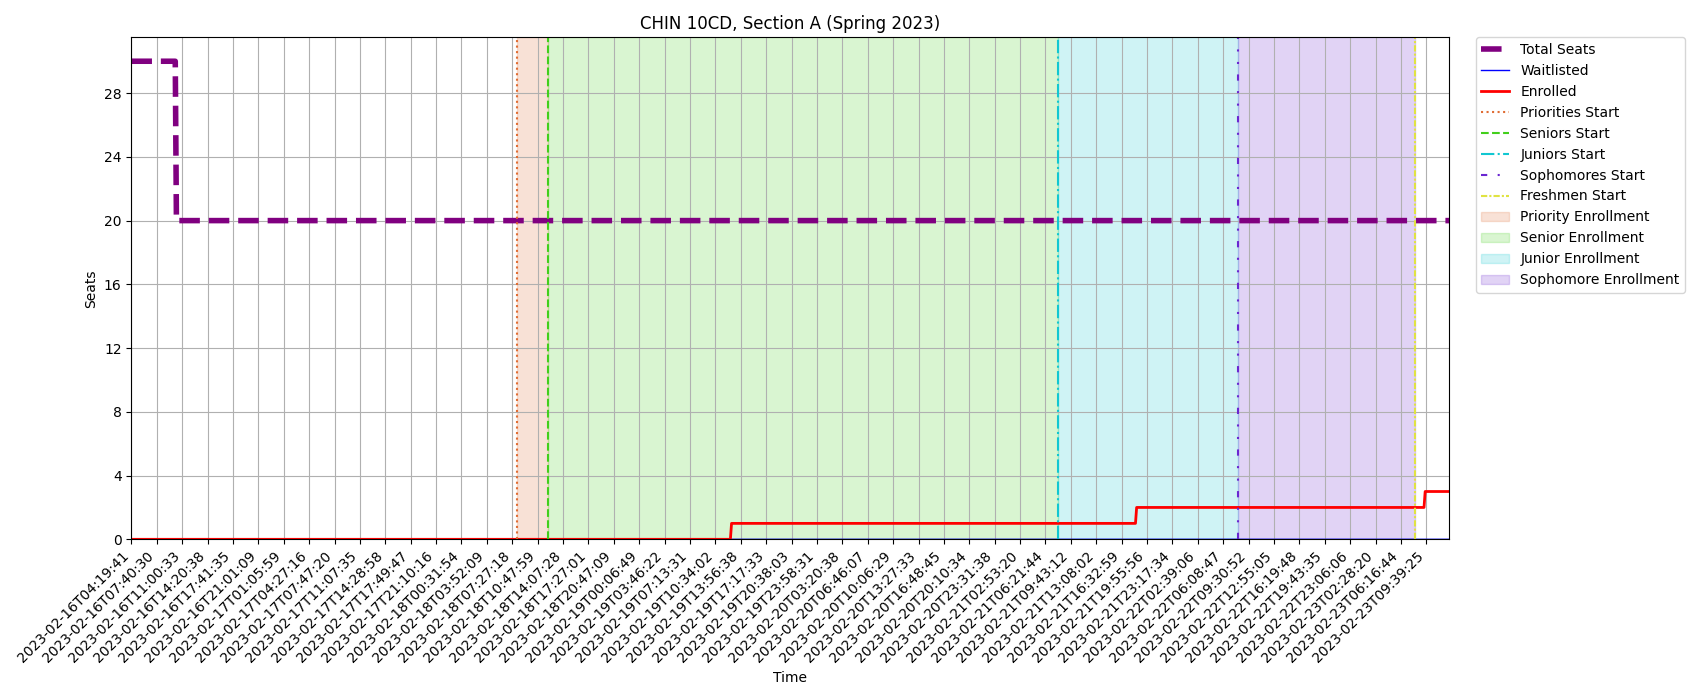 CHIN 10CD, Section A (Spring 2023)
Total Seats
Waitlisted
Enrolled
Priorities Start
Seniors Start
Juniors Start
Sophomores Start
Freshmen Start
Priority Enrollment
Senior Enrollment
Junior Enrollment
Sophomore Enrollment
Seats
28
24
20
16
12
8
4
0
2023-02-16T04:19:41
2023-02-16T07:40:30
2023-02-16T11:00:33
2023-02-16T14:20:38
2023-02-16T17:41:35
2023-02-16T21:01:09
2023-02-17T01:05:59
2023-02-17T04:27:16
2023-02-17T07:47:20
2023-02-17T11:07:35
2023-02-17T14:28:58
2023-02-17T17:49:47
2023-02-17T21:10:16
2023-02-18T00:31:54
2023-02-18T03:52:09
2023-02-18T07:27:18
2023-02-18T10:47:59
2023-02-18T14:07:28
2023-02-18T17:27:01
2023-02-18T20:47:09
2023-02-19T00:06:49
2023-02-19T03:46:22
2023-02-19T07:13:31
2023-02-19T10:34:02
2023-02-19T13:56:38
2023-02-19T17:17:33
2023-02-19T20:38:03
2023-02-19T23:58:31
2023-02-20T03:20:38
2023-02-20T06:46:07
2023-02-20T10:06:29
2023-02-20T13:27:33
2023-02-20T16:48:45
2023-02-20T20:10:34
2023-02-20T23:31:38
2023-02-21T02:53:20
2023-02-21T06:21:44
2023-02-21T09:43:12
2023-02-21T13:08:02
2023-02-21T16:32:59
2023-02-21T19:55:56
2023-02-21T23:17:34
2023-02-22T02:39:06
2023-02-22T06:08:47
2023-02-22T09:30:52
2023-02-22T12:55:05
2023-02-22T16:19:48
2023-02-22T19:43:35
2023-02-22T23:06:06
2023-02-23T02:28:20
2023-02-23T06:16:44
2023-02-23T09:39:25
Time